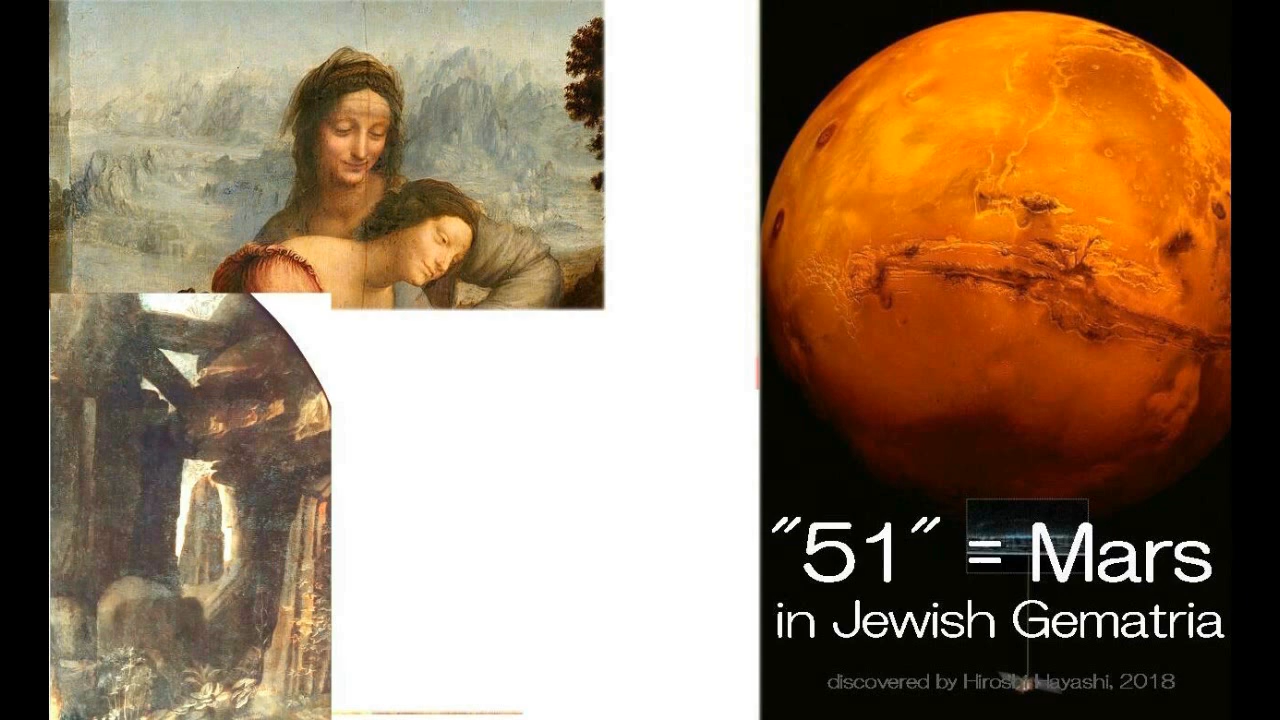 "51" = Mars
in Jewish Gematria
discovered by Hiroshi Hayashi, 2018